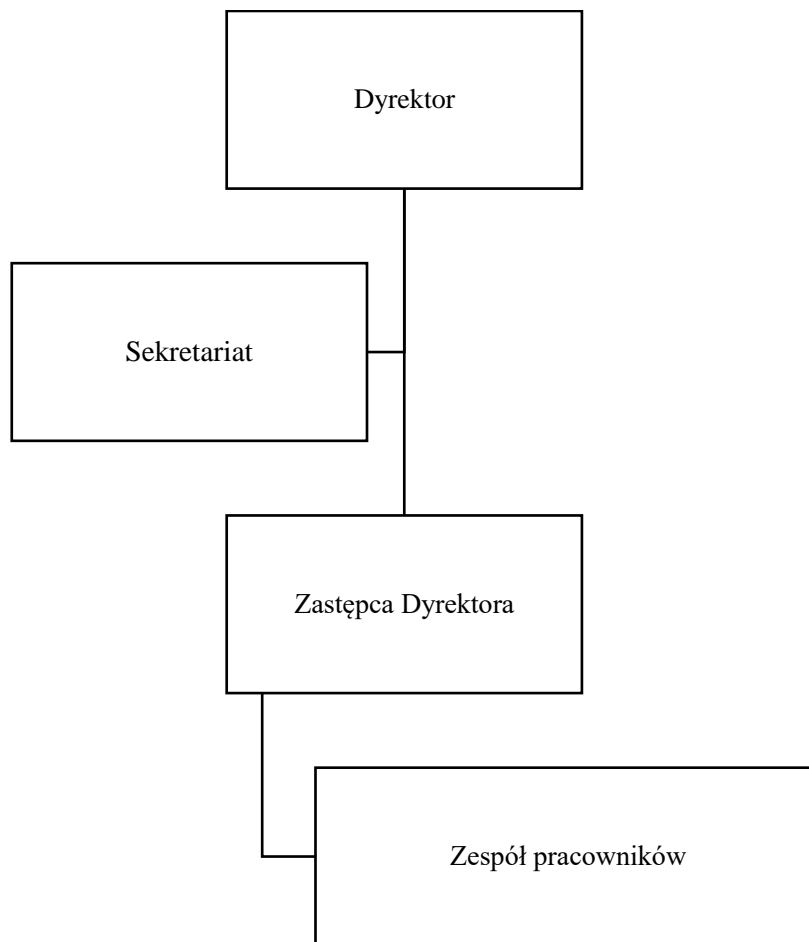 Dyrektor
Sekretariat
Zastępca Dyrektora
Zespół pracowników